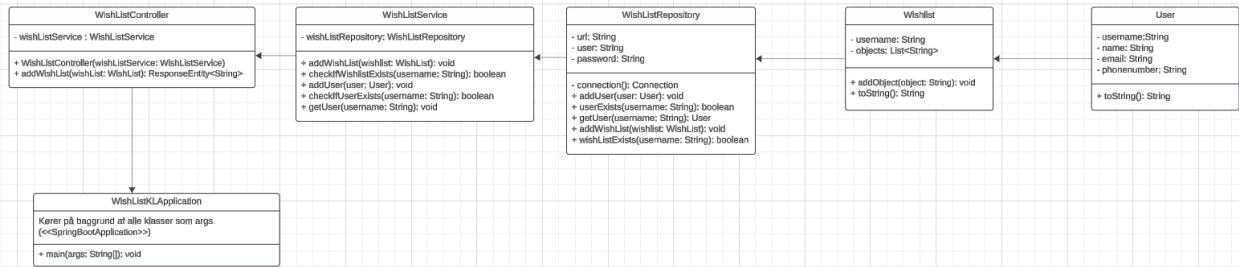 WishListController
- wishListService : WishListService
+ WishListController(wishListService: WishListService)
+ addWishList(wishList: WishList): ResponseEntity<String>
WishListService
- wishListRepository: WishListRepository
+ addWishList(wishlist: WishList): void
+ checkIfWishlistExists(username: String): boolean
+ addUser(user: User): void
+ checkIfUserExists(username: String): boolean
+ getUser(username: String): void
WishListRepository
- url: String
- user: String
- password: String
- connection(): Connection
+ addUser(user: User): void
+ userExists(username: String): boolean
+ getUser(username: String): User
+ addWishList(wishlist: WishList): void
+ wishListExists(username: String): boolean
Wishlist
- username: String
- objects: List<String>
+ addObject(object: String): void
+ toString(): String
User
- username:String
- name: String
- email: String
- phonenumber: String
+ toString(): String
WishListKLApplication
Kører på baggrund af alle klasser som args.
(<<SpringBootApplication>>)
+ main(args: String[]): void